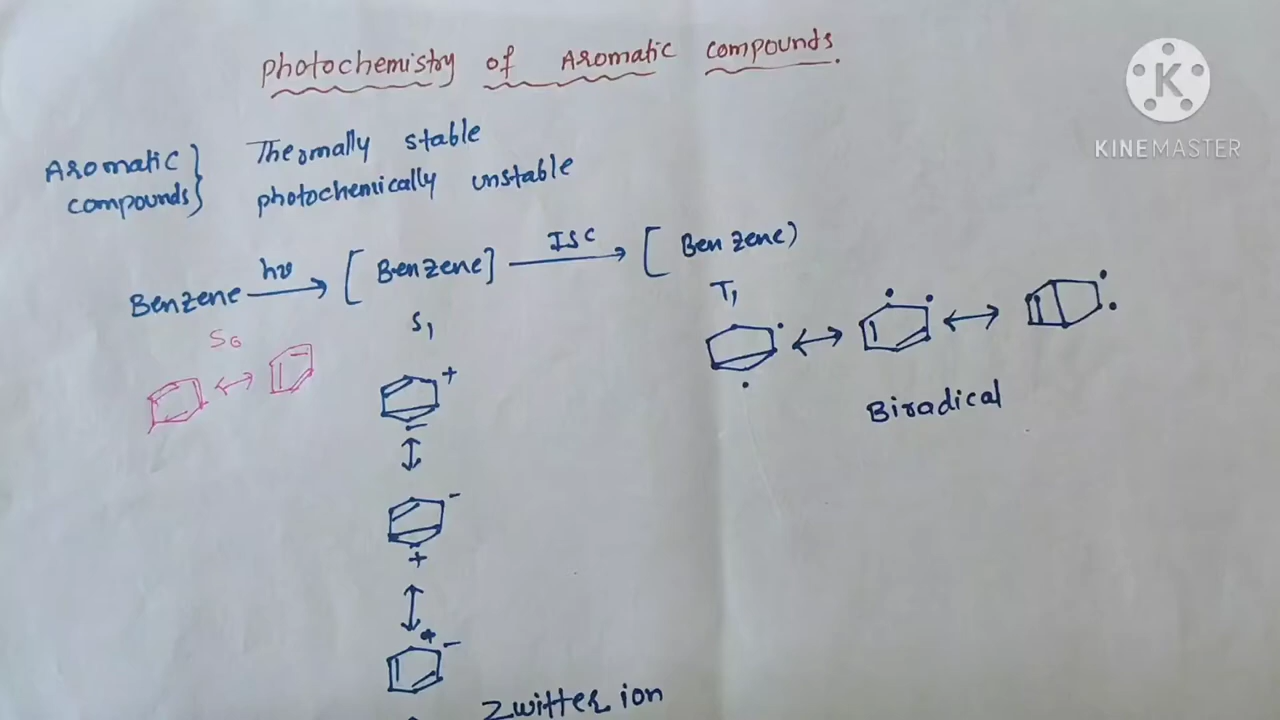 photochemistry of Aromatic compounds.
K
KINEMASTER
Aromatic compounds} Thermally stable
photochemically unstable
Benzene hν → [Benzene] ISC → [Benzene)
S0
S1
T1
+
−
−
+
+ −
Biradical
Zwitter ion